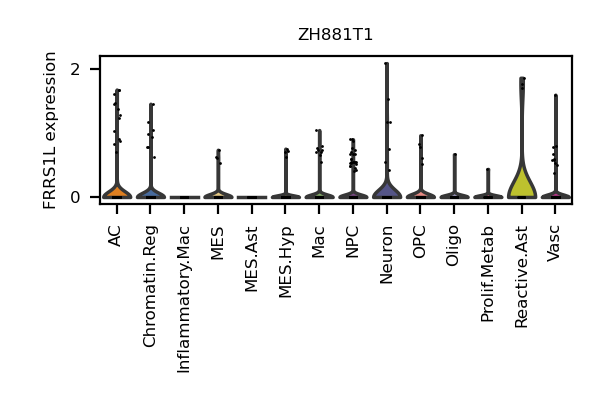 ZH881T1
FRRS1L expression
2
0
AC
Chromatin.Reg
Inflammatory.Mac
MES
MES.Ast
MES.Hyp
Mac
NPC
Neuron
OPC
Oligo
Prolif.Metab
Reactive.Ast
Vasc